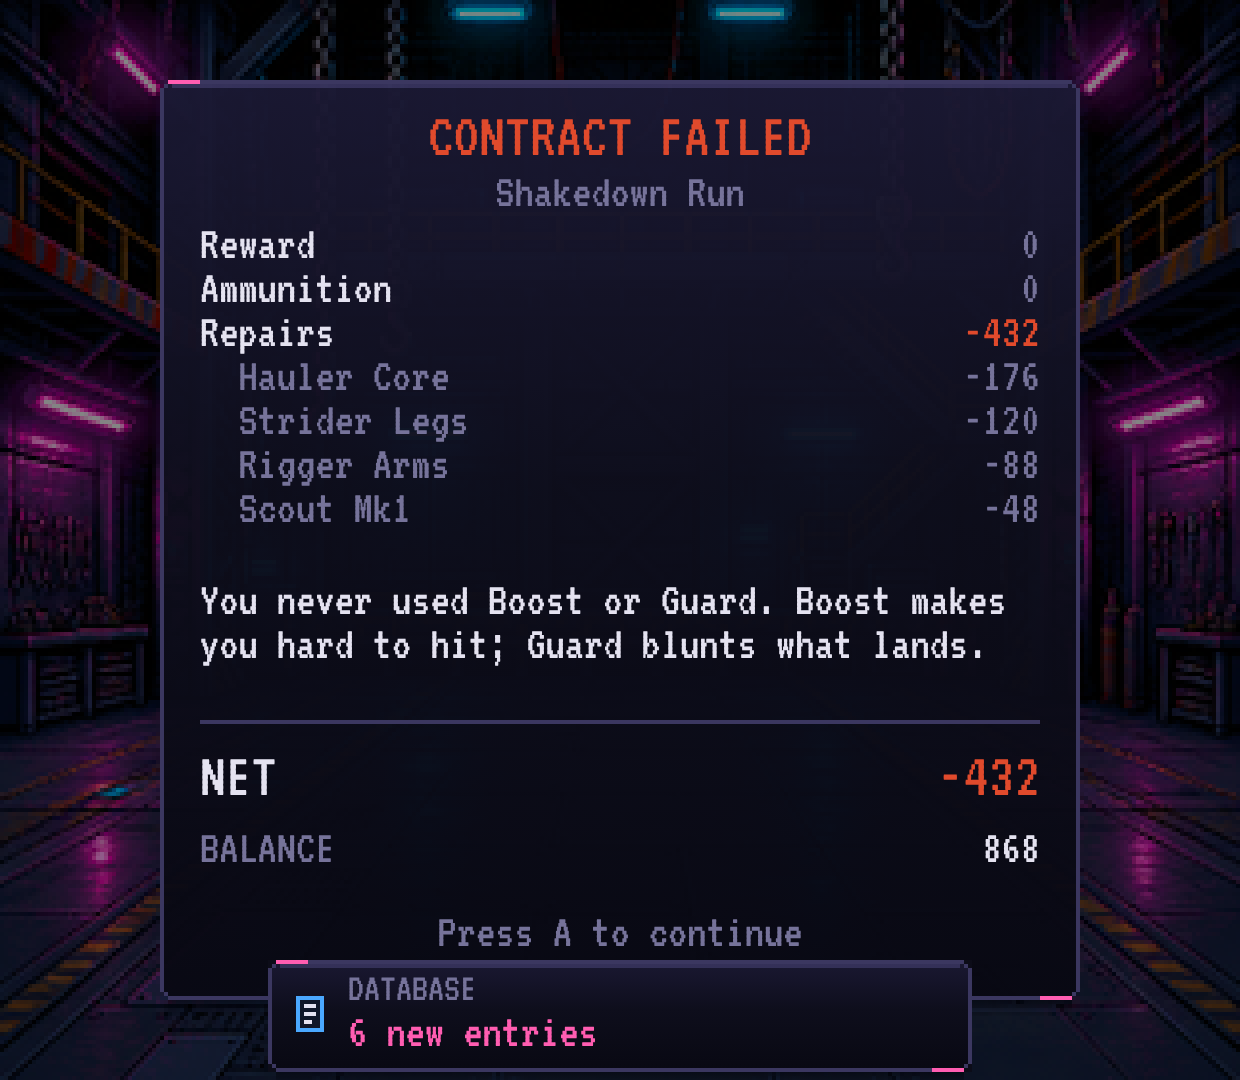 CONTRACT FAILED
Shakedown Run
Reward 0
Ammunition 0
Repairs -432
Hauler Core -176
Strider Legs -120
Rigger Arms -88
Scout Mk1 -48
You never used Boost or Guard. Boost makes
you hard to hit; Guard blunts what lands.
NET -432
BALANCE 868
Press A to continue
DATABASE
6 new entries